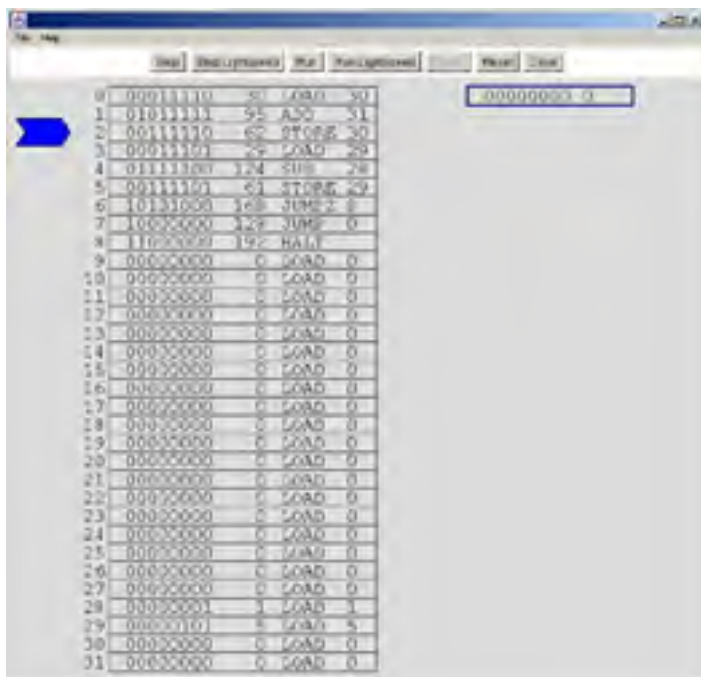 File Help
Step Step Lightspeed Run Run Lightspeed Reset
0 00011110 30 LOAD 30
00000000 0
1 01011111 95 ADD 31
2 00111110 62 STORE 30
3 00011101 29 LOAD 29
4 01111100 124 SUB 28
5 00111101 61 STORE 29
6 10101000 168 JUMPZ 8
7 10000000 128 JUMP 0
8 11000000 192 HALT
9 00000000 0 LOAD 0
10 00000000 0 LOAD 0
11 00000000 0 LOAD 0
12 00000000 0 LOAD 0
13 00000000 0 LOAD 0
14 00000000 0 LOAD 0
15 00000000 0 LOAD 0
16 00000000 0 LOAD 0
17 00000000 0 LOAD 0
18 00000000 0 LOAD 0
19 00000000 0 LOAD 0
20 00000000 0 LOAD 0
21 00000000 0 LOAD 0
22 00000000 0 LOAD 0
23 00000000 0 LOAD 0
24 00000000 0 LOAD 0
25 00000000 0 LOAD 0
26 00000000 0 LOAD 0
27 00000000 0 LOAD 0
28 00000001 1 LOAD 1
29 00000101 5 LOAD 5
30 00000000 0 LOAD 0
31 00000000 0 LOAD 0